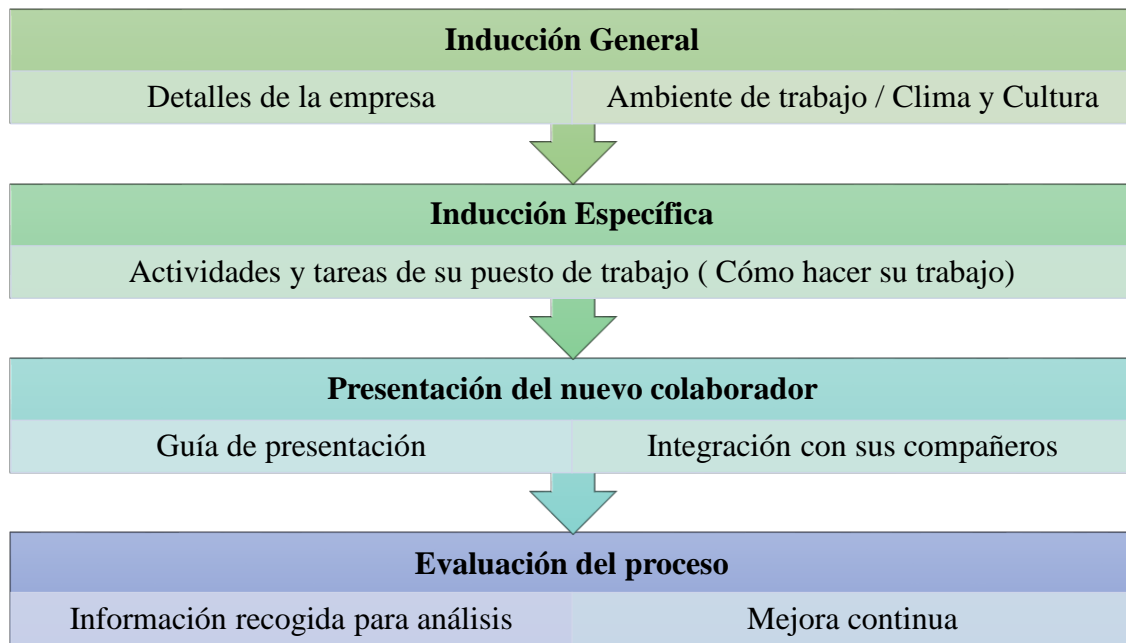 Inducción General
Detalles de la empresa
Ambiente de trabajo / Clima y Cultura
Inducción Específica
Actividades y tareas de su puesto de trabajo ( Cómo hacer su trabajo)
Presentación del nuevo colaborador
Guía de presentación
Integración con sus compañeros
Evaluación del proceso
Información recogida para análisis
Mejora continua